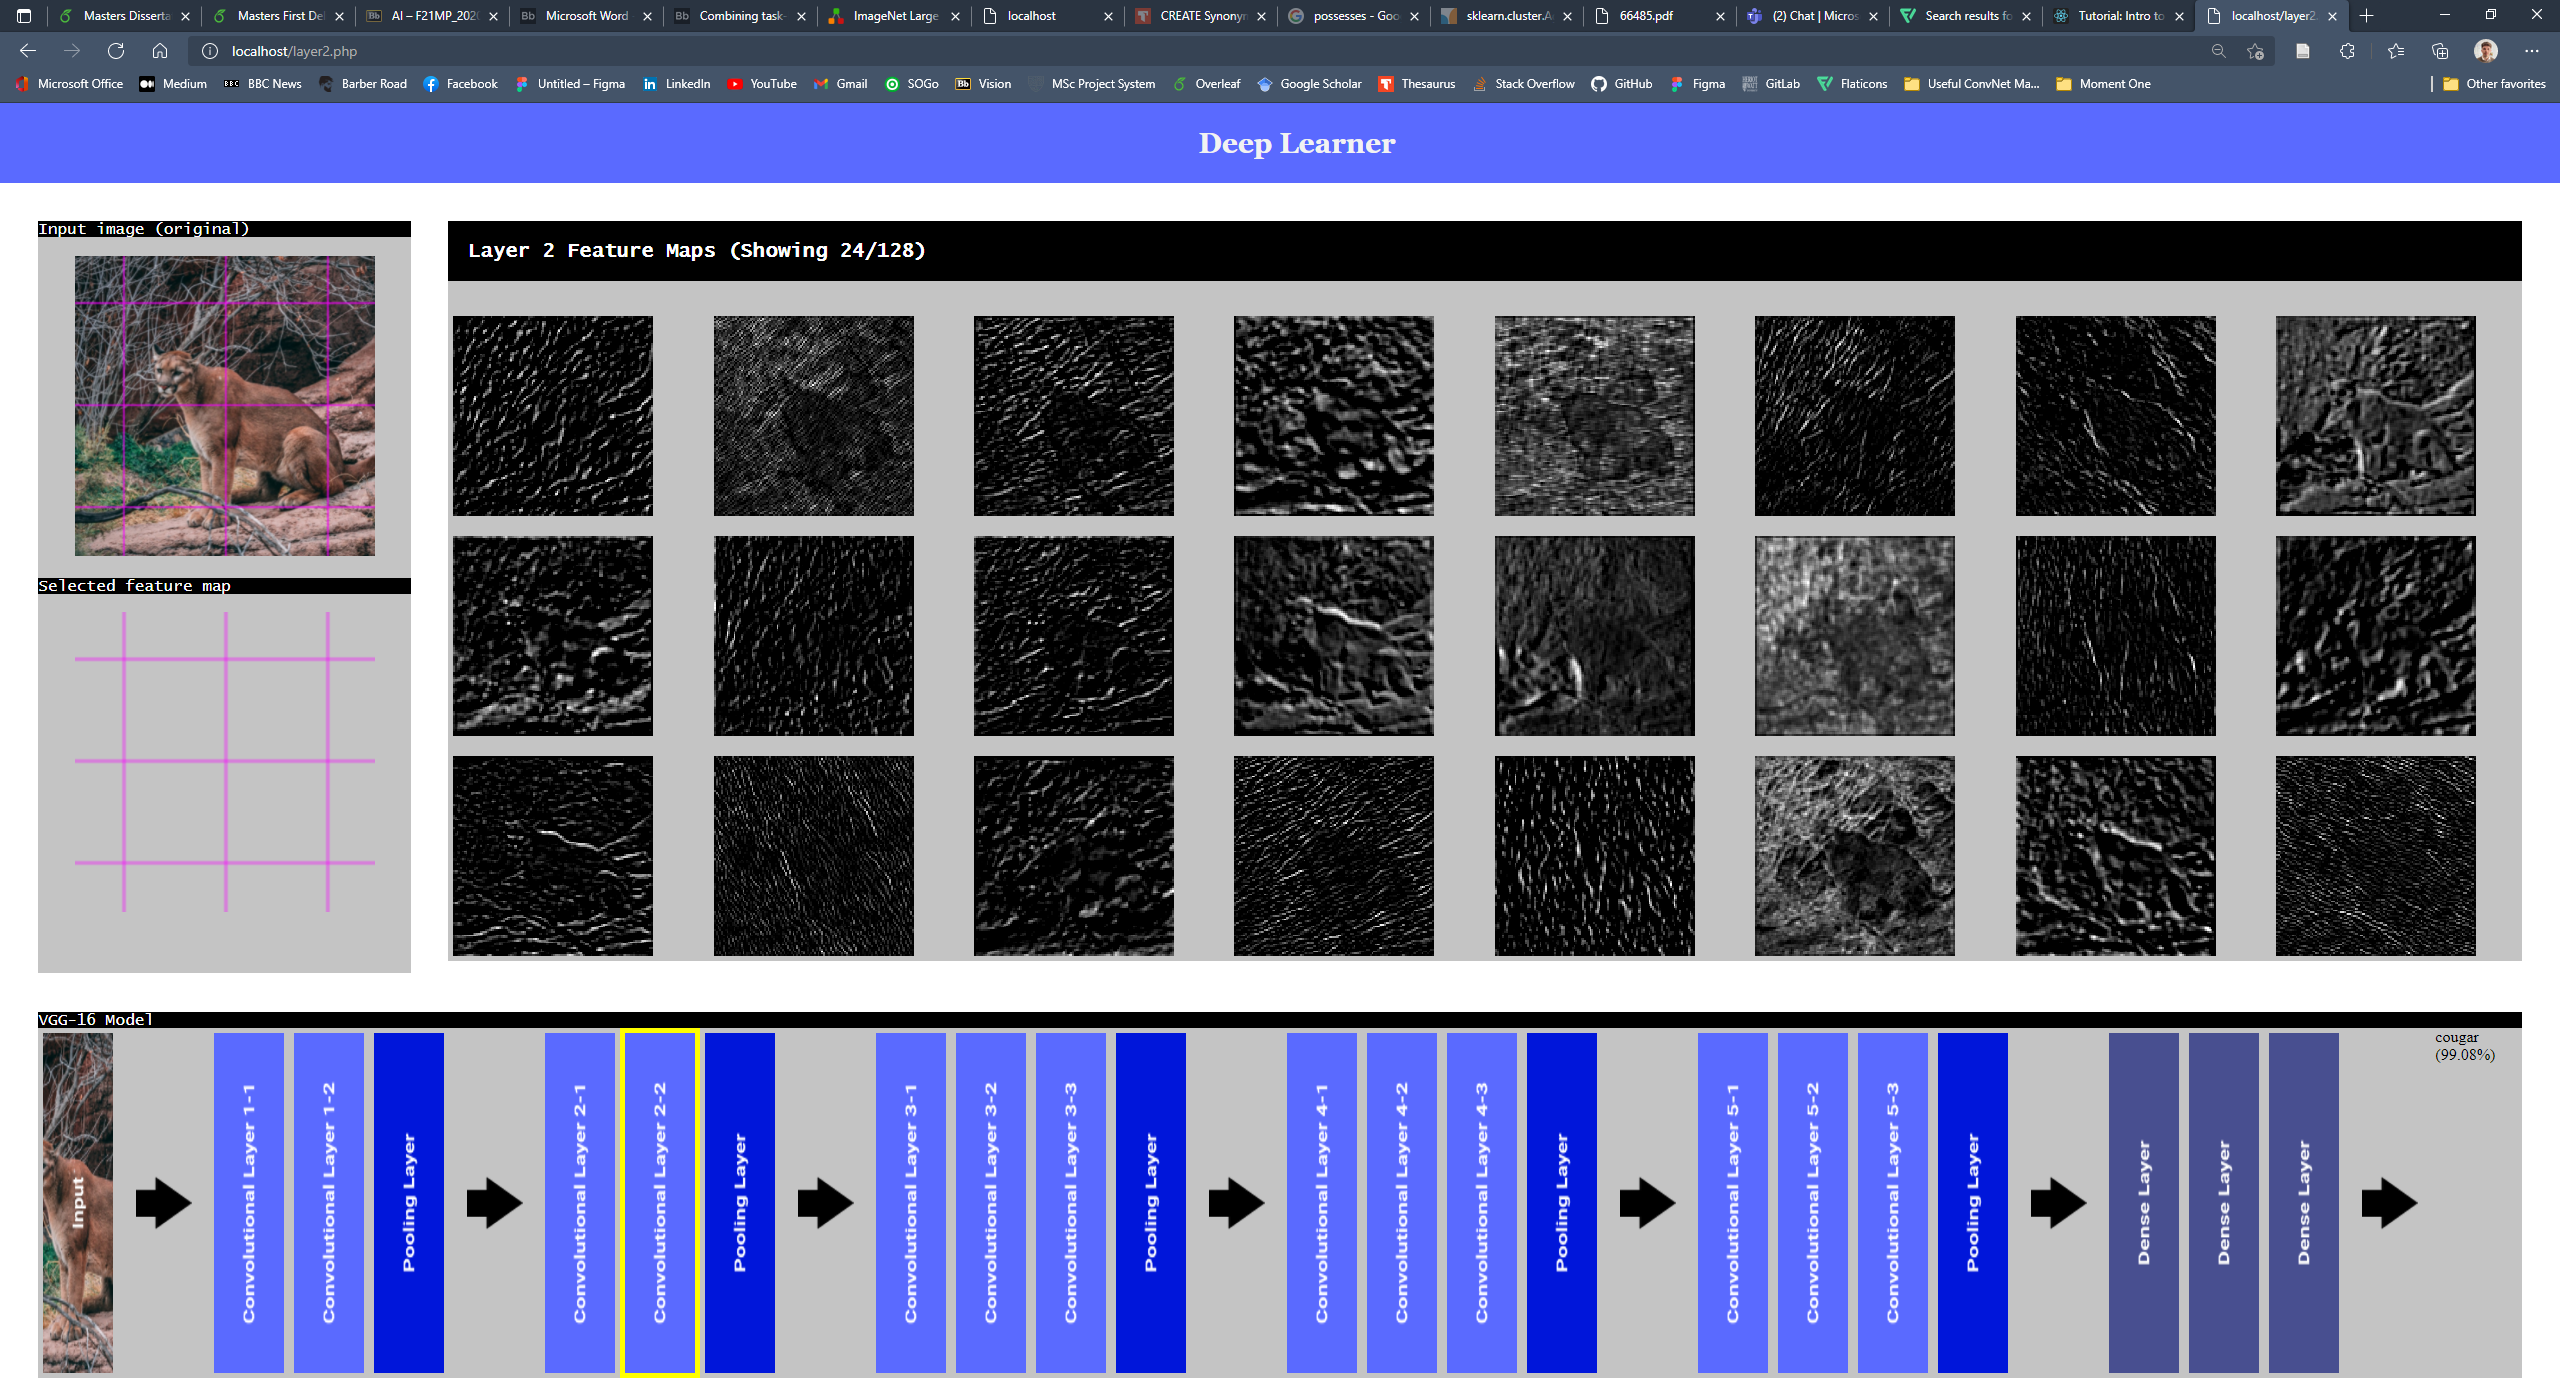 Masters Disserta
Masters First De
AI – F21MP_202
Microsoft Word
Combining task-
ImageNet Large
localhost
CREATE Synonym
possesses - Goo
sklearn.cluster.A
66485.pdf
(2) Chat | Micros
Search results fo
Tutorial: Intro to
localhost/layer2.
localhost/layer2.php
Microsoft Office
Medium
BBC News
Barber Road
Facebook
Untitled – Figma
LinkedIn
YouTube
Gmail
SOGo
Vision
MSc Project System
Overleaf
Google Scholar
Thesaurus
Stack Overflow
GitHub
Figma
GitLab
Flaticons
Useful ConvNet Ma...
Moment One
Other favorites
Deep Learner
Input image (original)
Layer 2 Feature Maps (Showing 24/128)
Selected feature map
VGG-16 Model
Input
Convolutional Layer 1-1
Convolutional Layer 1-2
Pooling Layer
Convolutional Layer 2-1
Convolutional Layer 2-2
Pooling Layer
Convolutional Layer 3-1
Convolutional Layer 3-2
Convolutional Layer 3-3
Pooling Layer
Convolutional Layer 4-1
Convolutional Layer 4-2
Convolutional Layer 4-3
Pooling Layer
Convolutional Layer 5-1
Convolutional Layer 5-2
Convolutional Layer 5-3
Pooling Layer
Dense Layer
Dense Layer
Dense Layer
cougar
(99.08%)